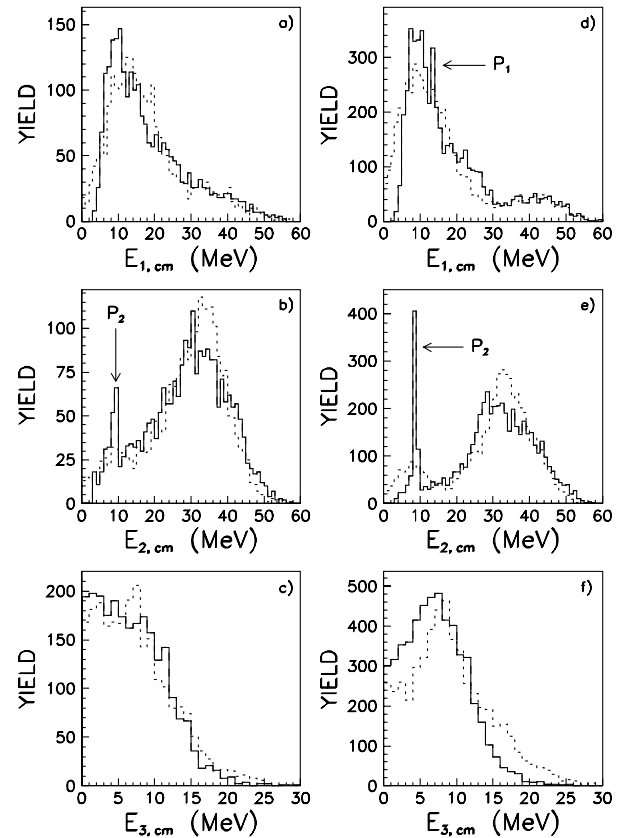 a)
YIELD
150
100
50
0
0 10 20 30 40 50 60
E1, cm (MeV)
d)
YIELD
300
200
100
0
P1
0 10 20 30 40 50 60
E1, cm (MeV)
b)
YIELD
100
75
50
25
0
P2
0 10 20 30 40 50 60
E2, cm (MeV)
e)
YIELD
400
300
200
100
0
P2
0 10 20 30 40 50 60
E2, cm (MeV)
c)
YIELD
200
150
100
50
0
0 5 10 15 20 25 30
E3, cm (MeV)
f)
YIELD
500
400
300
200
100
0
0 5 10 15 20 25 30
E3, cm (MeV)